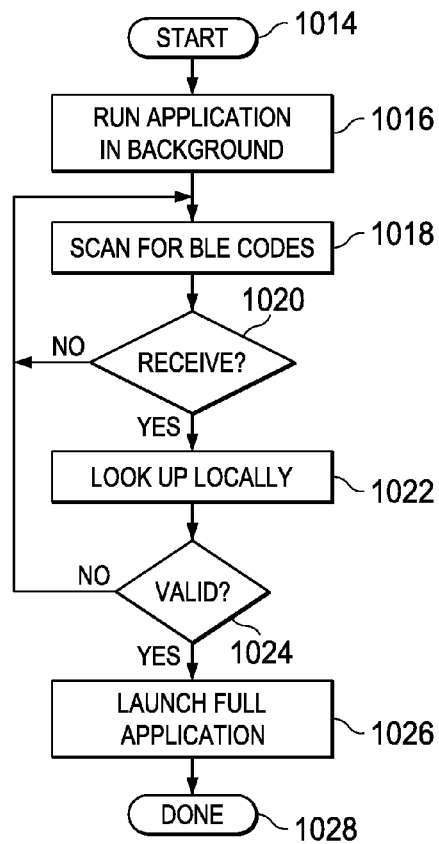 START
1014
RUN APPLICATION
IN BACKGROUND
1016
SCAN FOR BLE CODES
1018
1020
NO
RECEIVE?
YES
LOOK UP LOCALLY
1022
NO
VALID?
1024
YES
LAUNCH FULL
APPLICATION
1026
DONE
1028